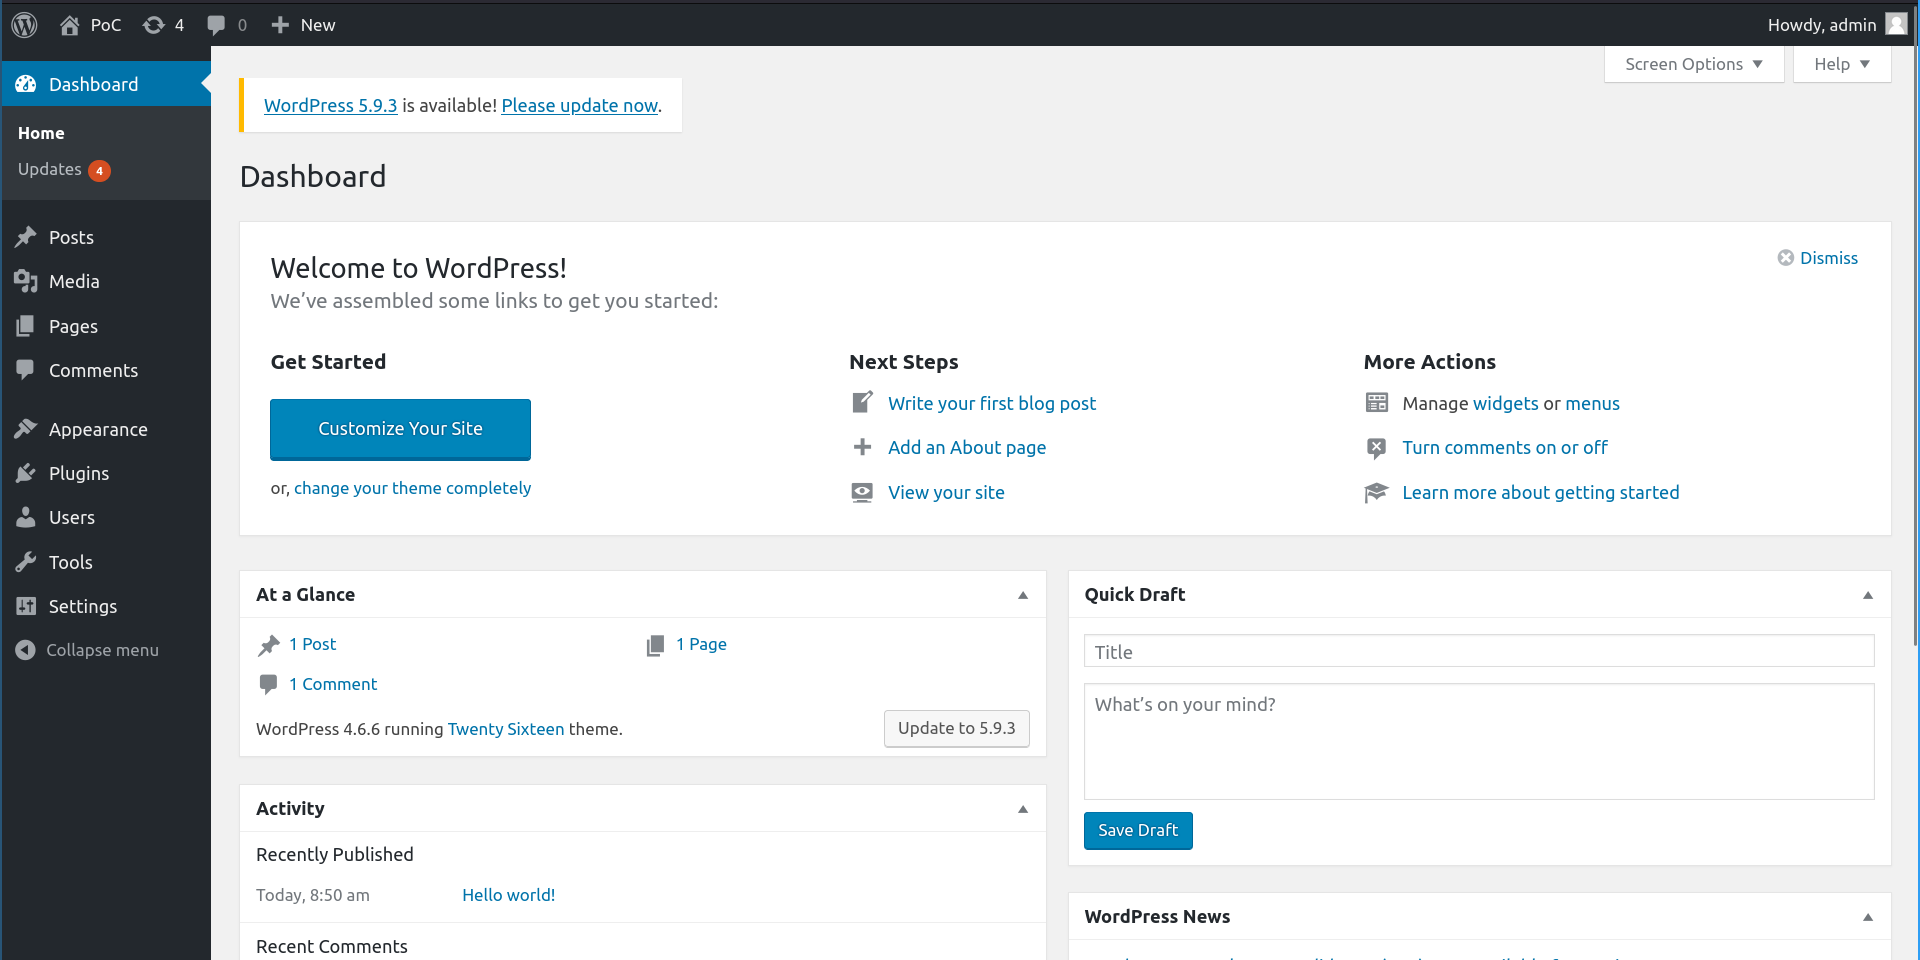 PoC 4 0 New Howdy, admin
Screen Options Help
Dashboard
Home
Updates 4
Posts
Media
Pages
Comments
Appearance
Plugins
Users
Tools
Settings
Collapse menu
WordPress 5.9.3 is available! Please update now.
Dashboard
Welcome to WordPress!
Dismiss
We’ve assembled some links to get you started:
Get Started
Customize Your Site
or, change your theme completely
Next Steps
Write your first blog post
Add an About page
View your site
More Actions
Manage widgets or menus
Turn comments on or off
Learn more about getting started
At a Glance
1 Post 1 Page
1 Comment
WordPress 4.6.6 running Twenty Sixteen theme.
Update to 5.9.3
Activity
Recently Published
Today, 8:50 am Hello world!
Recent Comments
Quick Draft
Title
What’s on your mind?
Save Draft
WordPress News